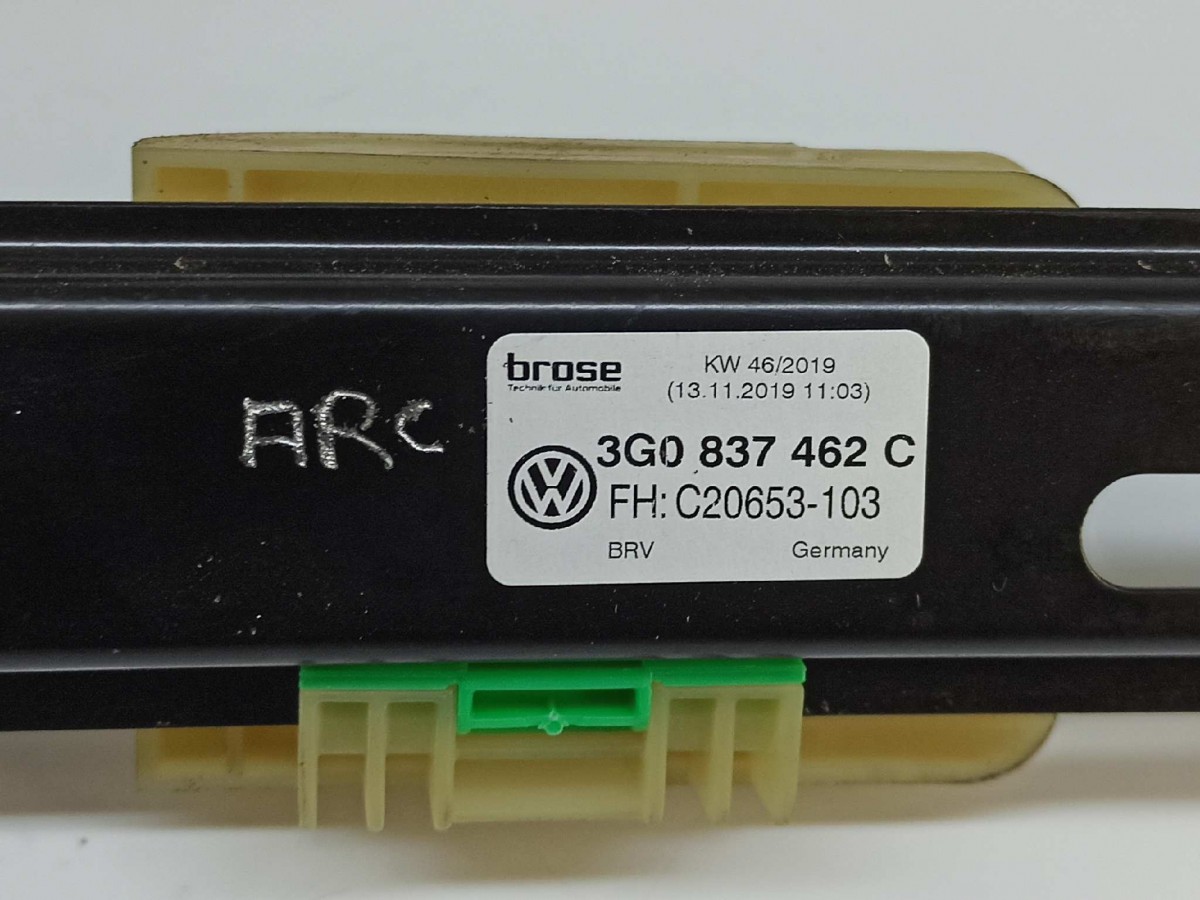 ARC
brose
Technik für Automobile
KW 46/2019
(13.11.2019 11:03)
3G0 837 462 C
FH: C20653-103
BRV Germany